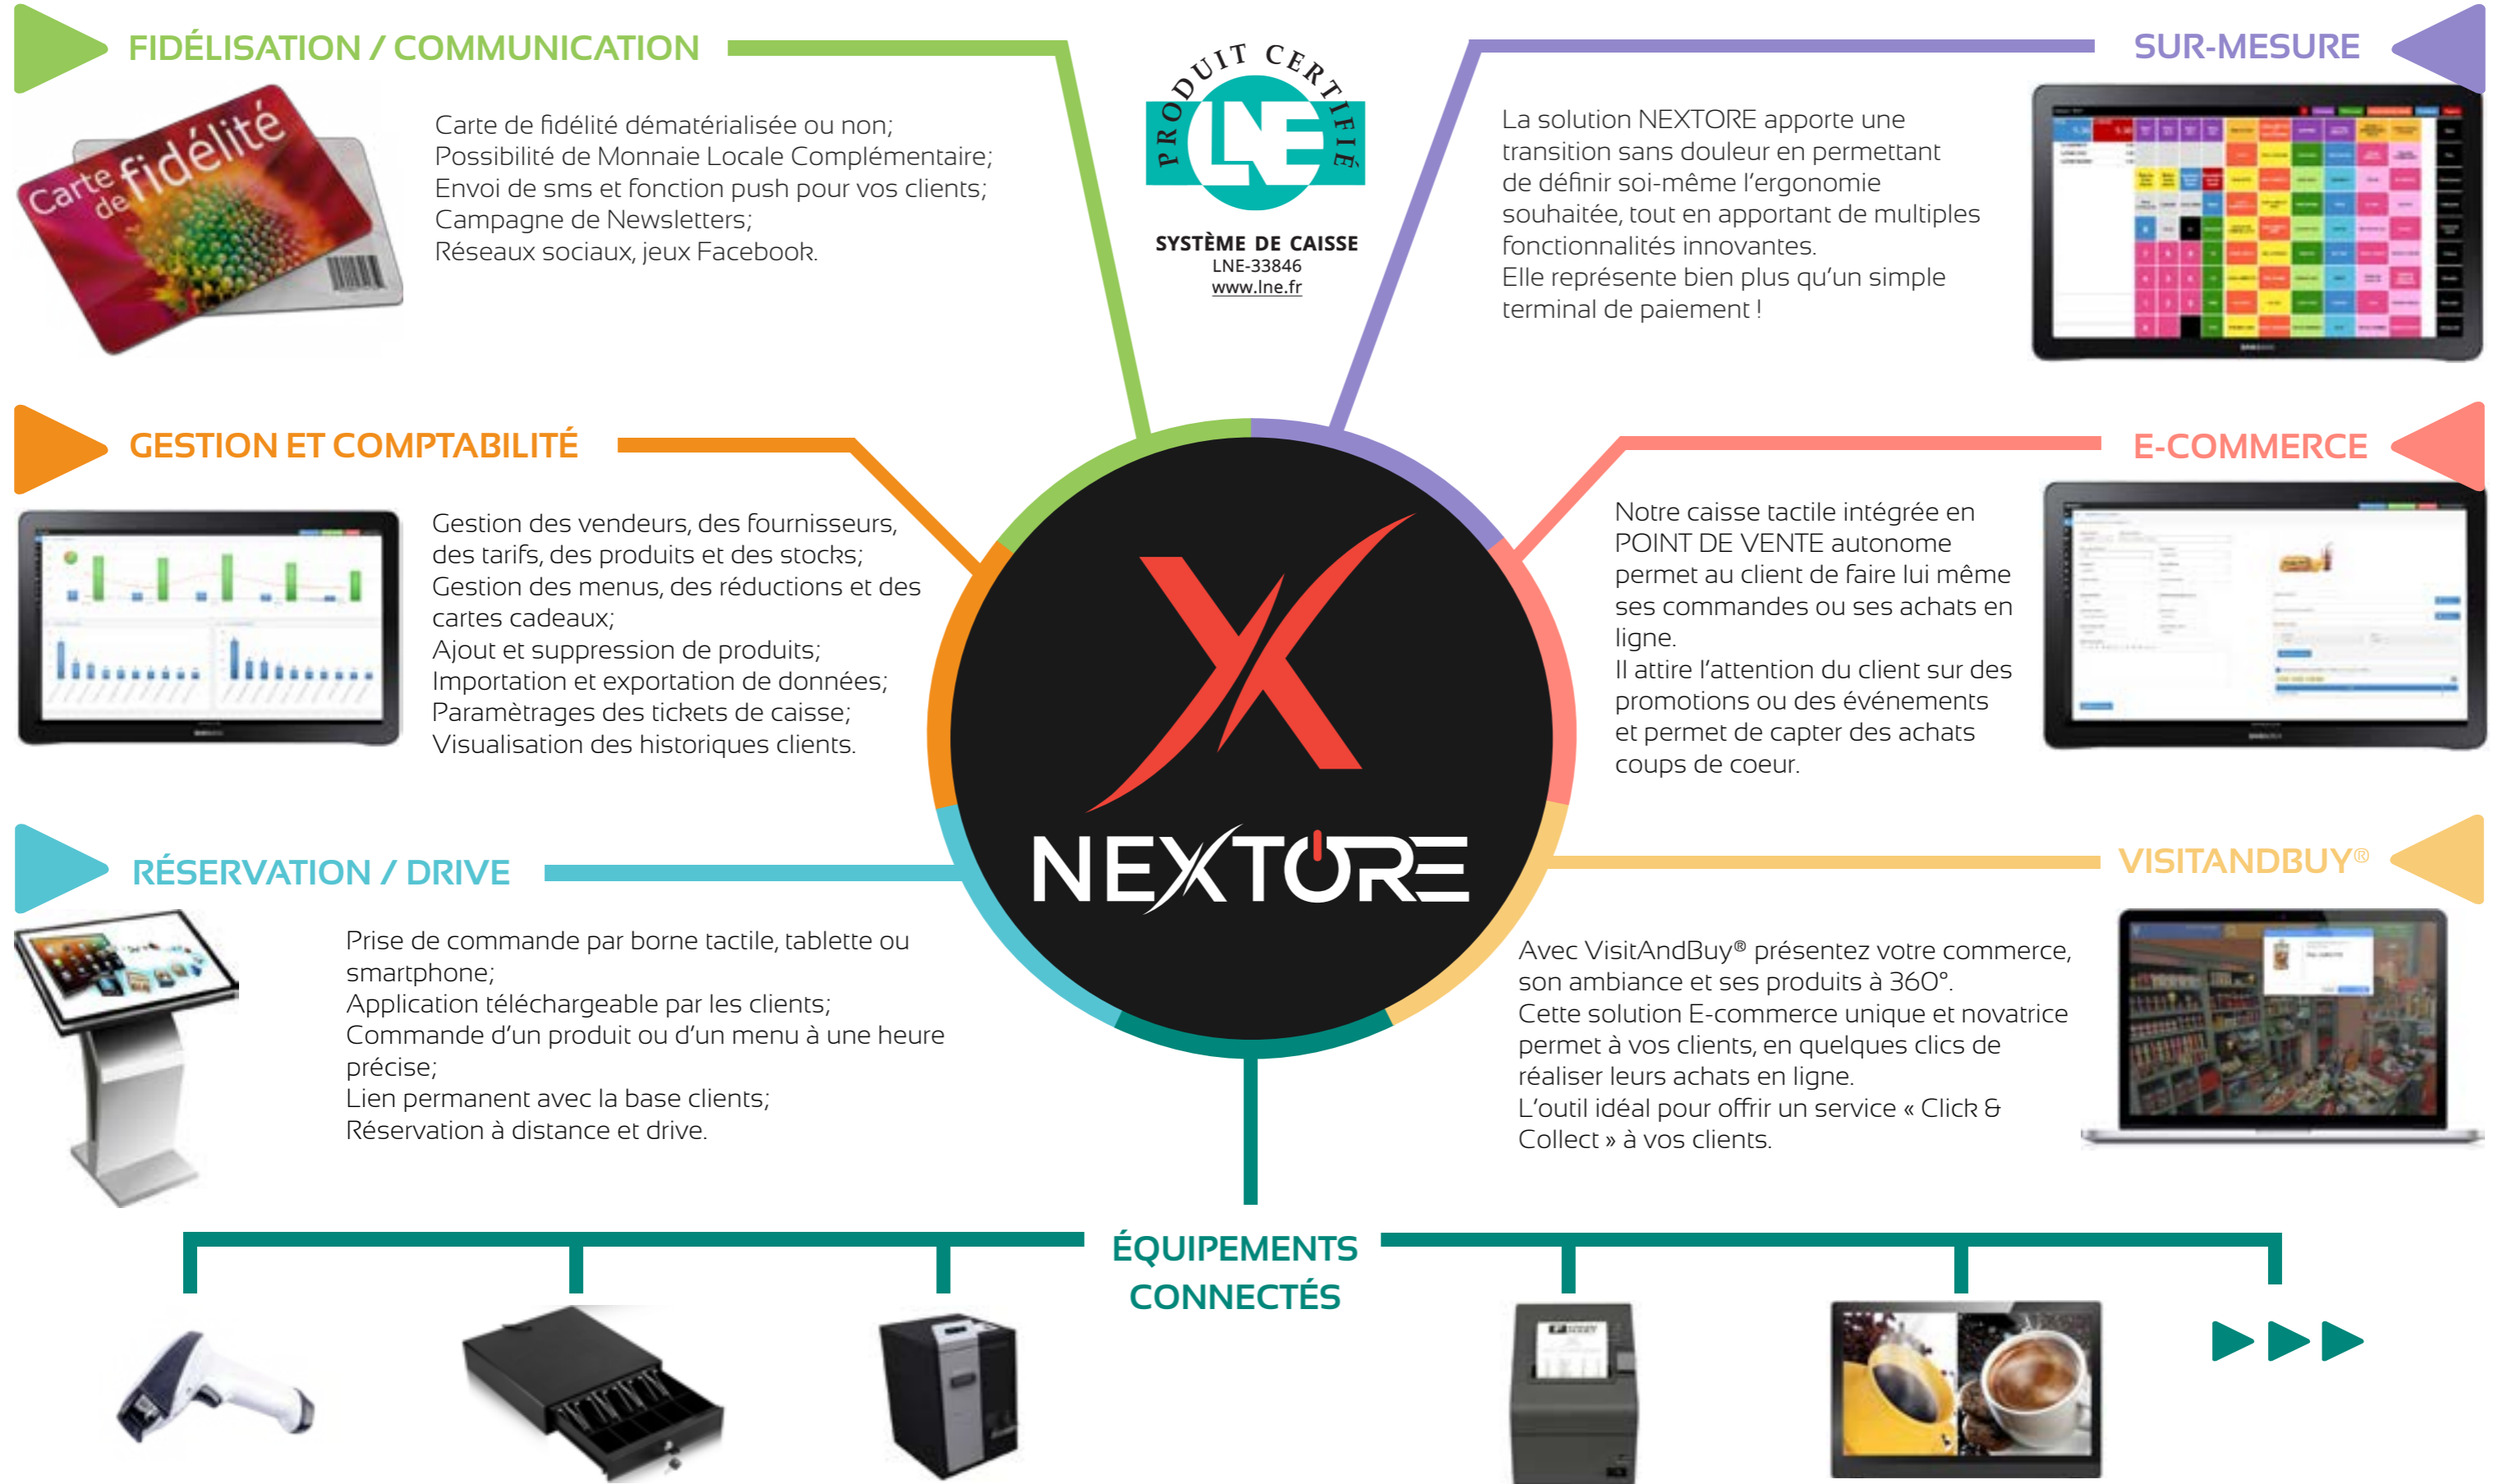 FIDÉLISATION / COMMUNICATION
Carte de fidélité
Carte de fidélité dématérialisée ou non;
Possibilité de Monnaie Locale Complémentaire;
Envoi de sms et fonction push pour vos clients;
Campagne de Newsletters;
Réseaux sociaux, jeux Facebook.
PRODUIT CERTIFIÉ
LNE
SYSTÈME DE CAISSE
LNE-33846
www.lne.fr
SUR-MESURE
La solution NEXTORE apporte une
transition sans douleur en permettant
de définir soi-même l'ergonomie
souhaitée, tout en apportant de multiples
fonctionnalités innovantes.
Elle représente bien plus qu'un simple
terminal de paiement !
GESTION ET COMPTABILITÉ
Gestion des vendeurs, des fournisseurs,
des tarifs, des produits et des stocks;
Gestion des menus, des réductions et des
cartes cadeaux;
Ajout et suppression de produits;
Importation et exportation de données;
Paramètrages des tickets de caisse;
Visualisation des historiques clients.
E-COMMERCE
Notre caisse tactile intégrée en
POINT DE VENTE autonome
permet au client de faire lui même
ses commandes ou ses achats en
ligne.
Il attire l'attention du client sur des
promotions ou des événements
et permet de capter des achats
coups de coeur.
NEXTORE
RÉSERVATION / DRIVE
Prise de commande par borne tactile, tablette ou
smartphone;
Application téléchargeable par les clients;
Commande d'un produit ou d'un menu à une heure
précise;
Lien permanent avec la base clients;
Réservation à distance et drive.
VISITANDBUY®
Avec VisitAndBuy® présentez votre commerce,
son ambiance et ses produits à 360°.
Cette solution E-commerce unique et novatrice
permet à vos clients, en quelques clics de
réaliser leurs achats en ligne.
L'outil idéal pour offrir un service « Click &
Collect » à vos clients.
ÉQUIPEMENTS
CONNECTÉS